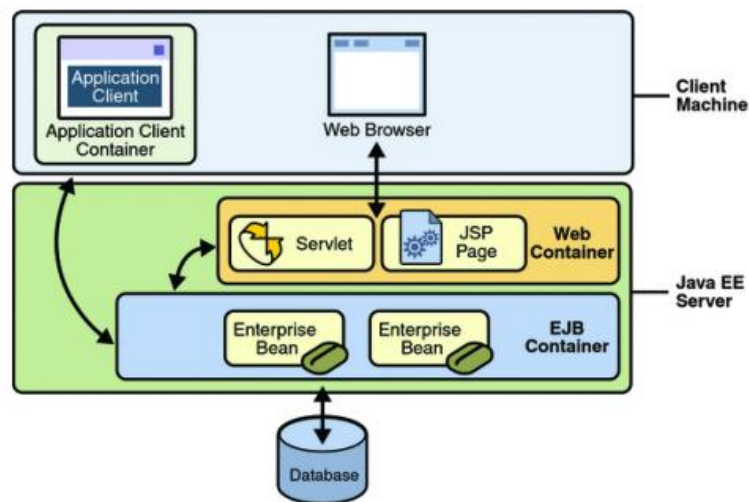 Application
Client
Application Client
Container
Web Browser
Client
Machine
Servlet
JSP
Page
Web
Container
Java EE
Server
Enterprise
Bean
Enterprise
Bean
EJB
Container
Database